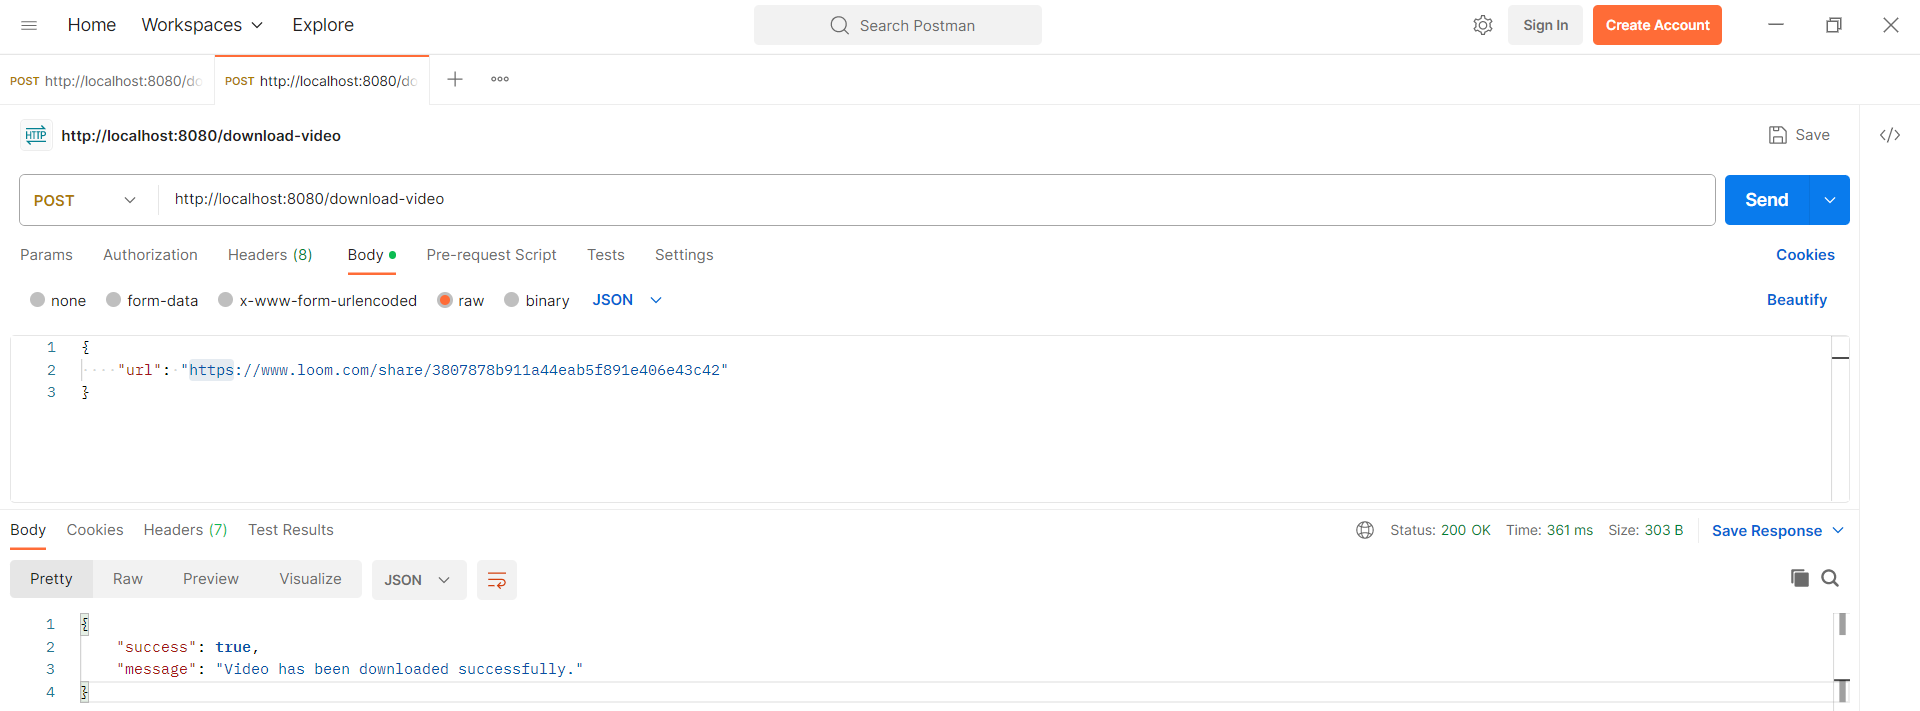 Home Workspaces Explore Search Postman Sign In Create Account
POST http://localhost:8080/do POST http://localhost:8080/do
HTTP http://localhost:8080/download-video Save </>
POST http://localhost:8080/download-video Send
Params Authorization Headers (8) Body Pre-request Script Tests Settings Cookies
none form-data x-www-form-urlencoded raw binary JSON Beautify
1 {
2 "url": "https://www.loom.com/share/3807878b911a44eab5f891e406e43c42"
3 }
Body Cookies Headers (7) Test Results Status: 200 OK Time: 361 ms Size: 303 B Save Response
Pretty Raw Preview Visualize JSON
1 {
2 "success": true,
3 "message": "Video has been downloaded successfully."
4 }